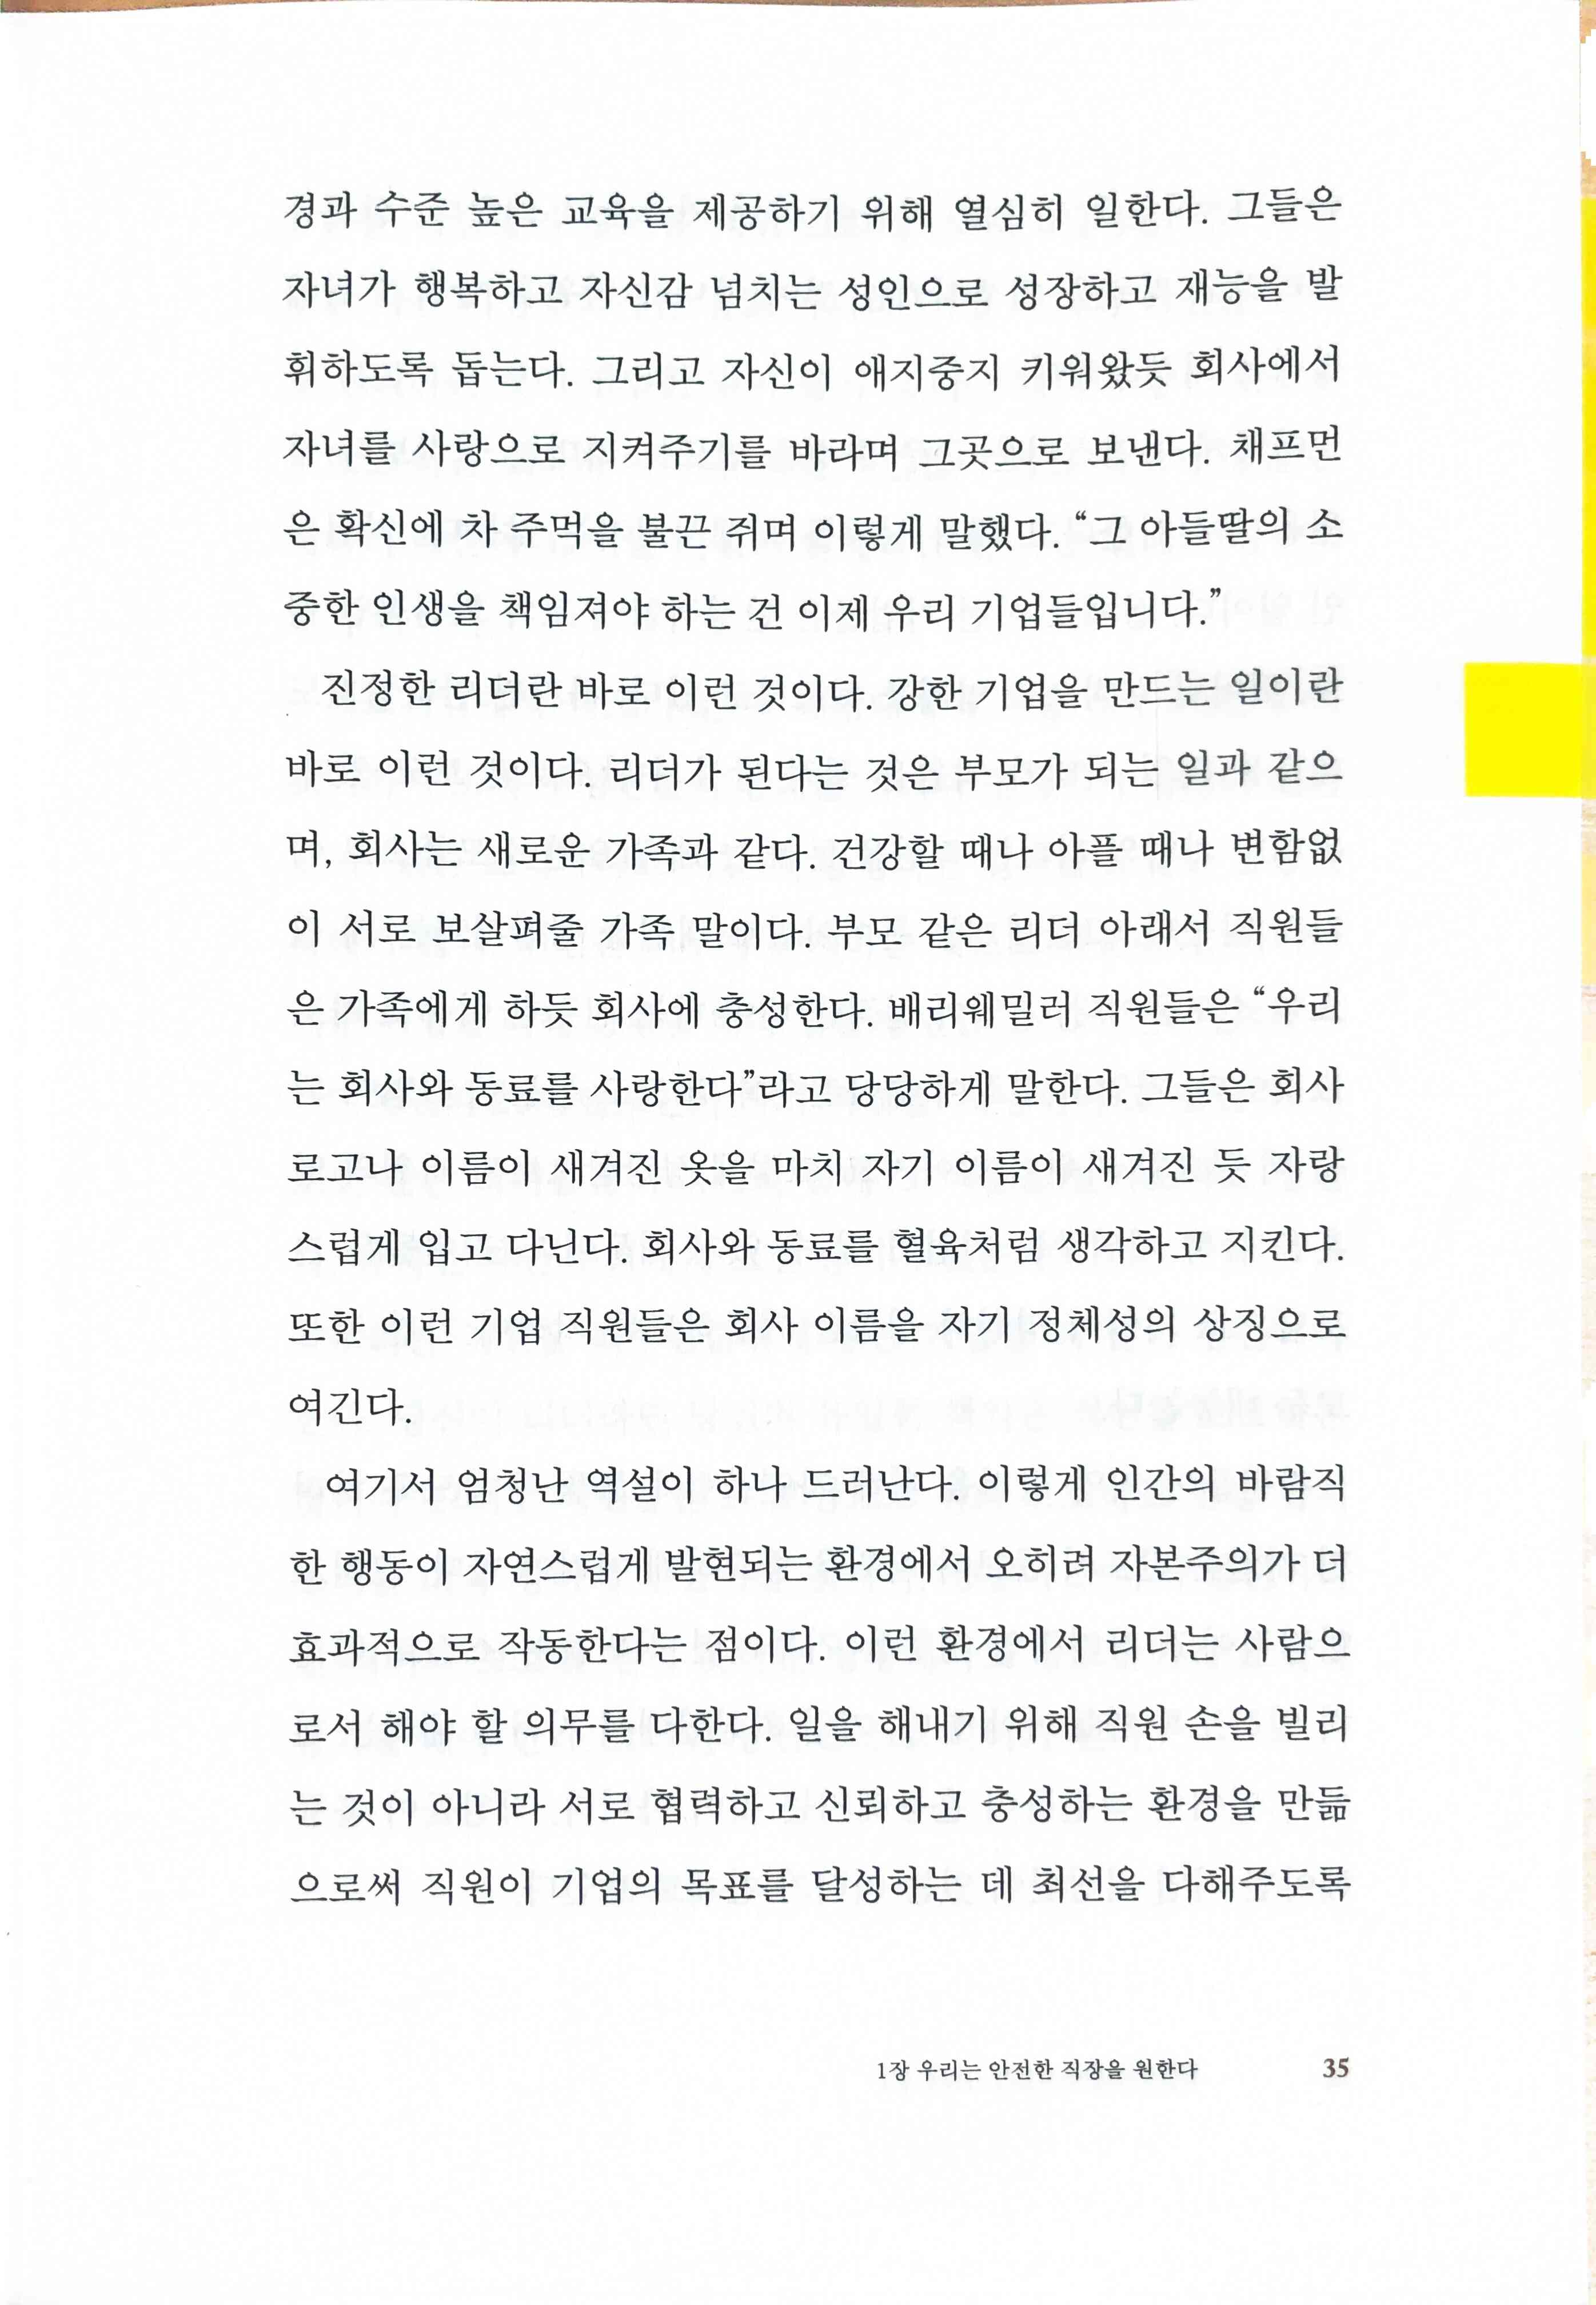 경과 수준 높은 교육을 제공하기 위해 열심히 일한다. 그들은
자녀가 행복하고 자신감 넘치는 성인으로 성장하고 재능을 발
휘하도록 돕는다. 그리고 자신이 애지중지 키워왔듯 회사에서
자녀를 사랑으로 지켜주기를 바라며 그곳으로 보낸다. 채프먼
은 확신에 차 주먹을 불끈 쥐며 이렇게 말했다. “그 아들딸의 소
중한 인생을 책임져야 하는 건 이제 우리 기업들입니다.”
진정한 리더란 바로 이런 것이다. 강한 기업을 만드는 일이란
바로 이런 것이다. 리더가 된다는 것은 부모가 되는 일과 같으
며, 회사는 새로운 가족과 같다. 건강할 때나 아플 때나 변함없
이 서로 보살펴줄 가족 말이다. 부모 같은 리더 아래서 직원들
은 가족에게 하듯 회사에 충성한다. 배리웨밀러 직원들은 “우리
는 회사와 동료를 사랑한다”라고 당당하게 말한다. 그들은 회사
로고나 이름이 새겨진 옷을 마치 자기 이름이 새겨진 듯 자랑
스럽게 입고 다닌다. 회사와 동료를 혈육처럼 생각하고 지킨다.
또한 이런 기업 직원들은 회사 이름을 자기 정체성의 상징으로
여긴다.
여기서 엄청난 역설이 하나 드러난다. 이렇게 인간의 바람직
한 행동이 자연스럽게 발현되는 환경에서 오히려 자본주의가 더
효과적으로 작동한다는 점이다. 이런 환경에서 리더는 사람으
로서 해야 할 의무를 다한다. 일을 해내기 위해 직원 손을 빌리
는 것이 아니라 서로 협력하고 신뢰하고 충성하는 환경을 만듦
으로써 직원이 기업의 목표를 달성하는 데 최선을 다해주도록
1장 우리는 안전한 직장을 원한다 35